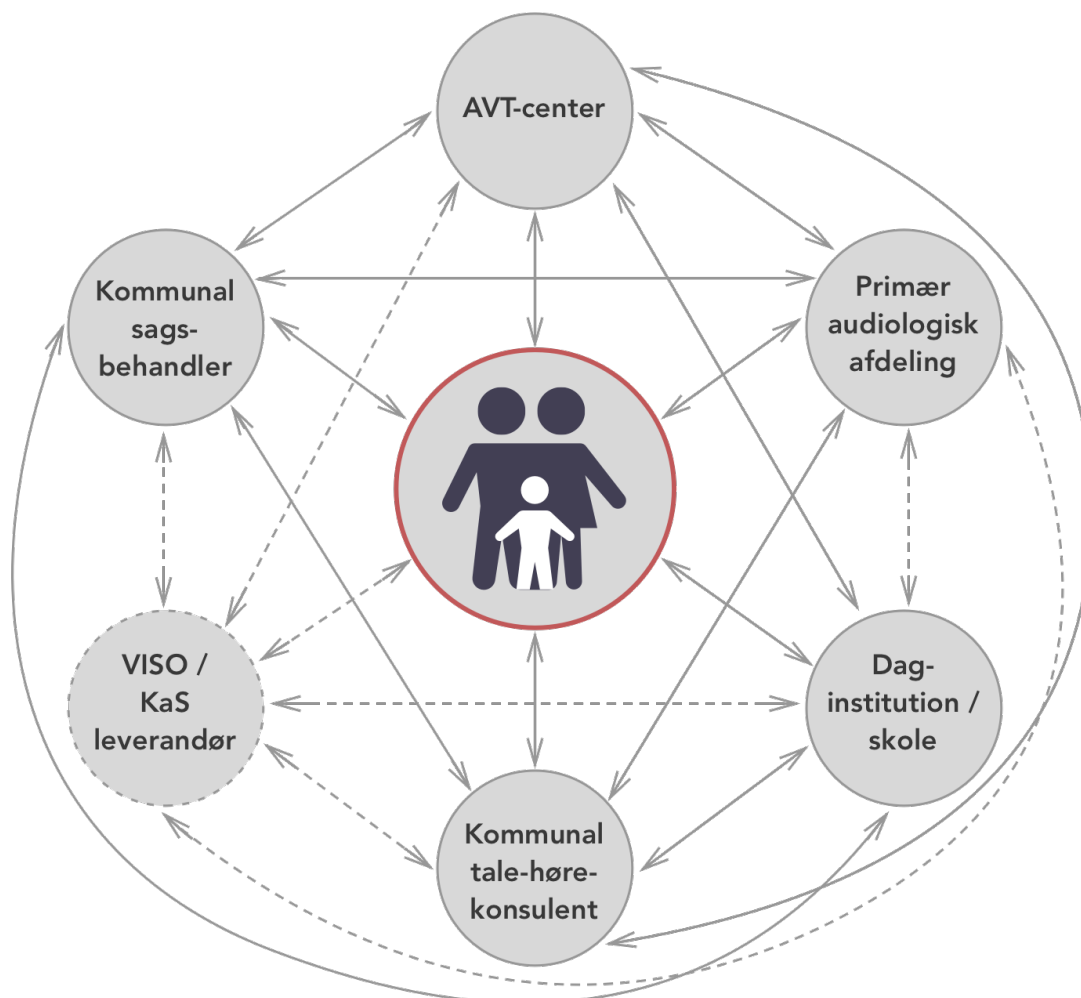 AVT-center
Kommunal
sags-
behandler
Primær
audiologisk
afdeling
VISO /
KaS
leverandør
Dag-
institution /
skole
Kommunal
tale-høre-
konsulent